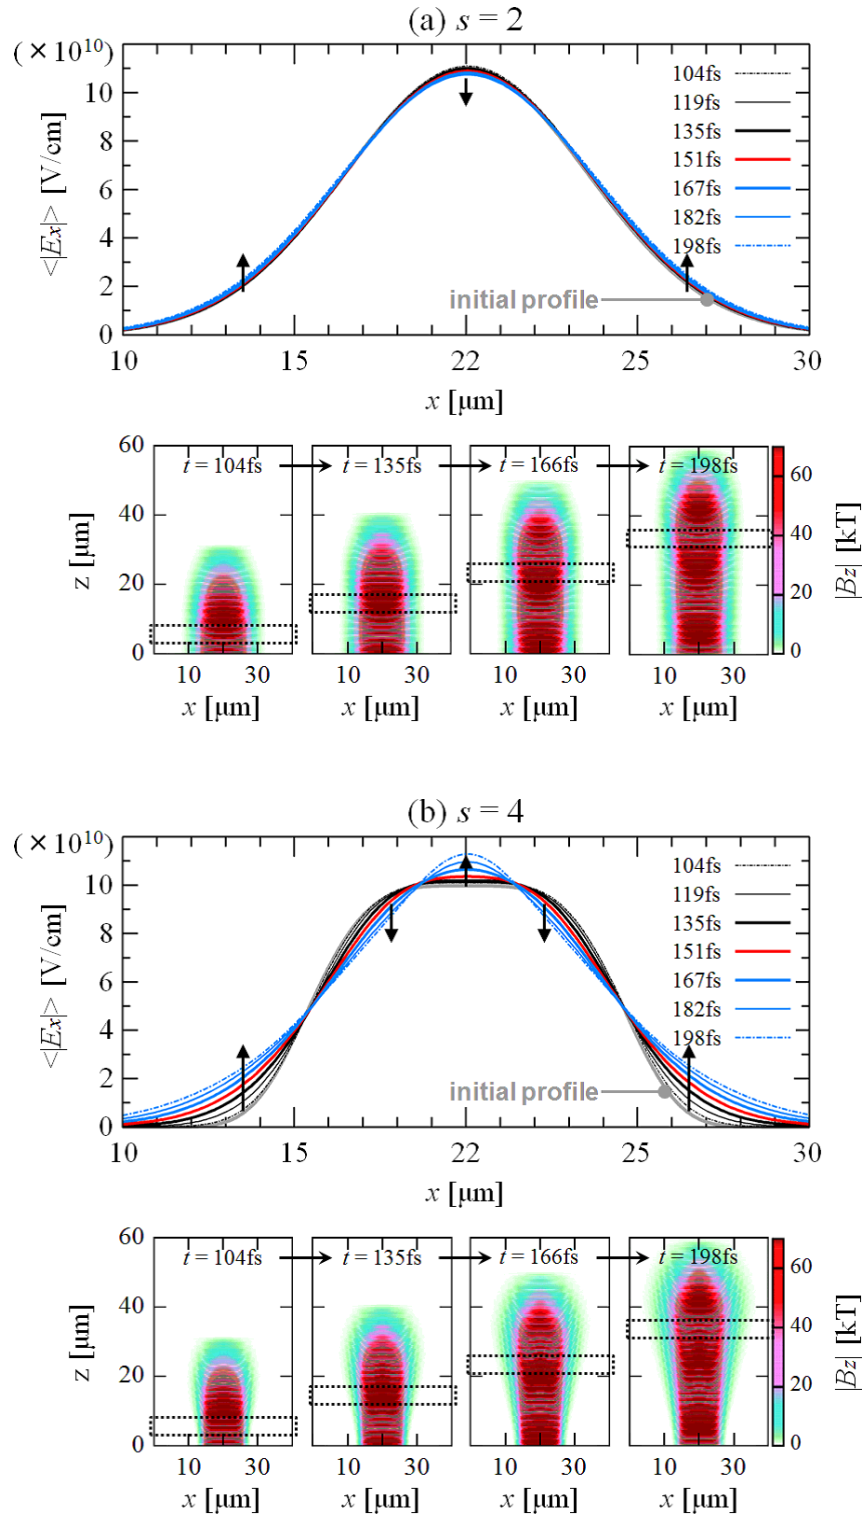 (a) s = 2
(×10¹⁰)
<|Ex|> [V/cm]
10
8
6
4
2
0
104fs
119fs
135fs
151fs
167fs
182fs
198fs
initial profile
10 15 22 25 30
x [μm]
60
40
20
0
z [μm]
t = 104fs
t = 135fs
t = 166fs
t = 198fs
60
40
20
0
|Bz| [kT]
10 30 10 30 10 30 10 30
x [μm] x [μm] x [μm] x [μm]
(b) s = 4
(×10¹⁰)
<|Ex|> [V/cm]
10
8
6
4
2
0
104fs
119fs
135fs
151fs
167fs
182fs
198fs
initial profile
10 15 22 25 30
x [μm]
60
40
20
0
z [μm]
t = 104fs
t = 135fs
t = 166fs
t = 198fs
60
40
20
0
|Bz| [kT]
10 30 10 30 10 30 10 30
x [μm] x [μm] x [μm] x [μm]